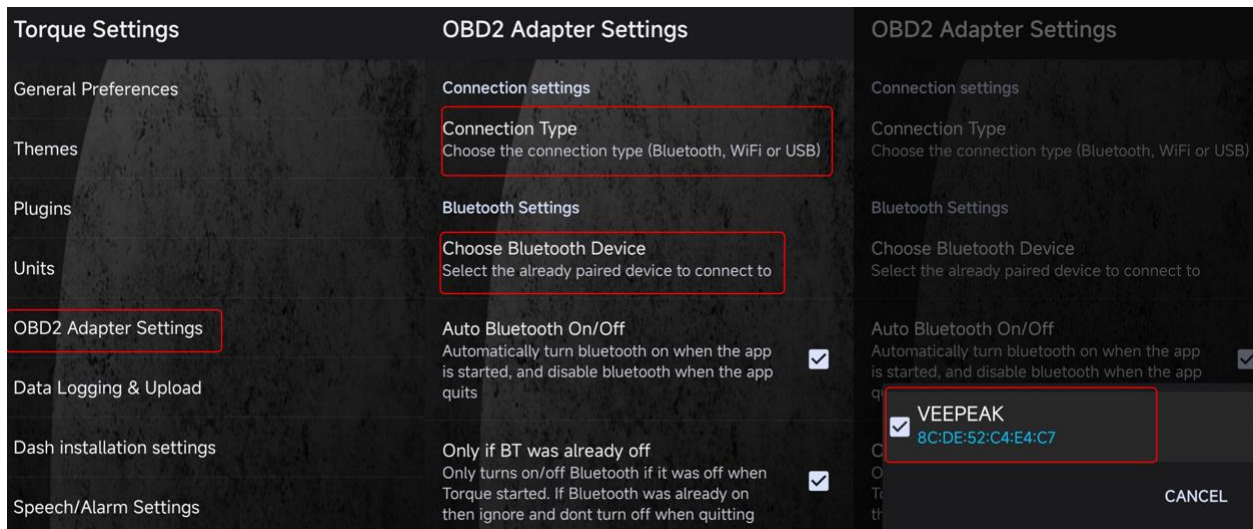 Torque Settings
General Preferences
Themes
Plugins
Units
OBD2 Adapter Settings
Data Logging & Upload
Dash installation settings
Speech/Alarm Settings
OBD2 Adapter Settings
Connection settings
Connection Type
Choose the connection type (Bluetooth, WiFi or USB)
Bluetooth Settings
Choose Bluetooth Device
Select the already paired device to connect to
Auto Bluetooth On/Off
Automatically turn bluetooth on when the app
is started, and disable bluetooth when the app
quits
Only if BT was already off
Only turns on/off Bluetooth if it was off when
Torque started. If Bluetooth was already on
then ignore and dont turn off when quitting
OBD2 Adapter Settings
Connection settings
Connection Type
Choose the connection type (Bluetooth, WiFi or USB)
Bluetooth Settings
Choose Bluetooth Device
Select the already paired device to connect to
Auto Bluetooth On/Off
Automatically turn bluetooth on when the app
is started, and disable bluetooth when the app
VEEPEAK
8C:DE:52:C4:E4:C7
CANCEL